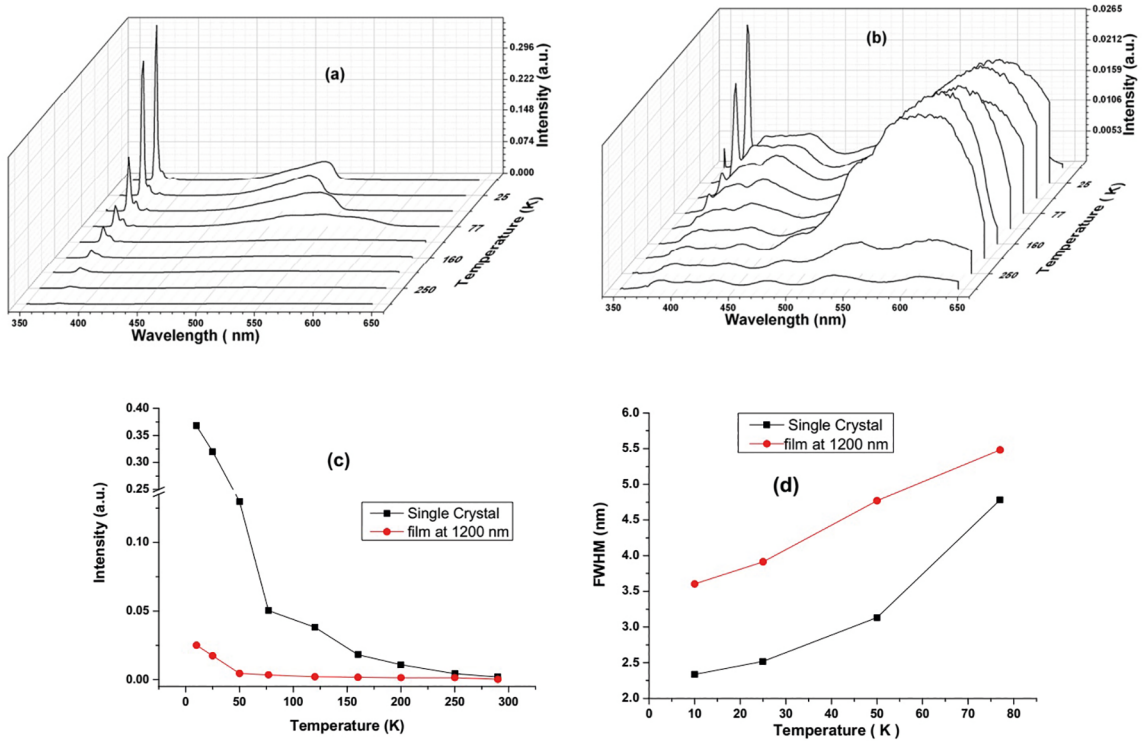 (a)
0.296
0.222
0.148
0.074
0.000
Intensity (a.u.)
25
77
160
250
Temperature (K)
350 400 450 500 550 600 650
Wavelength ( nm)
(b)
0.0265
0.0212
0.0159
0.0106
0.0053
Intensity (a.u.)
25
77
160
250
Temperature (K)
350 400 450 500 550 600 650
Wavelength (nm)
(c)
0.40
0.35
0.30
0.25
0.10
0.05
0.00
Intensity (a.u.)
Single Crystal
film at 1200 nm
0 50 100 150 200 250 300
Temperature (K)
(d)
6.0
5.5
5.0
4.5
4.0
3.5
3.0
2.5
2.0
FWHM (nm)
Single Crystal
film at 1200 nm
0 10 20 30 40 50 60 70 80
Temperature ( K )